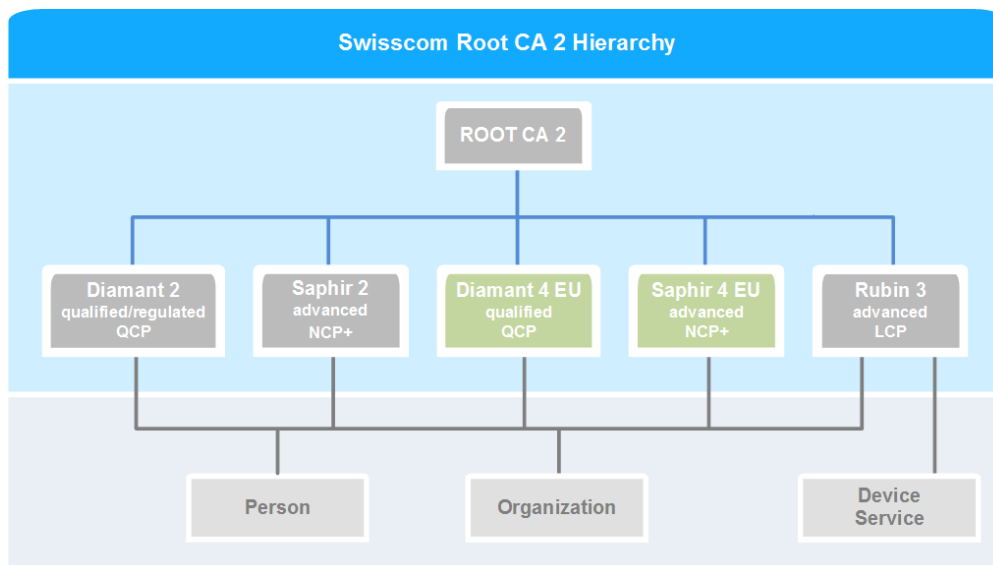 Swisscom Root CA 2 Hierarchy
ROOT CA 2
Diamant 2
qualified/regulated
QCP
Saphir 2
advanced
NCP+
Diamant 4 EU
qualified
QCP
Saphir 4 EU
advanced
NCP+
Rubin 3
advanced
LCP
Person
Organization
Device
Service